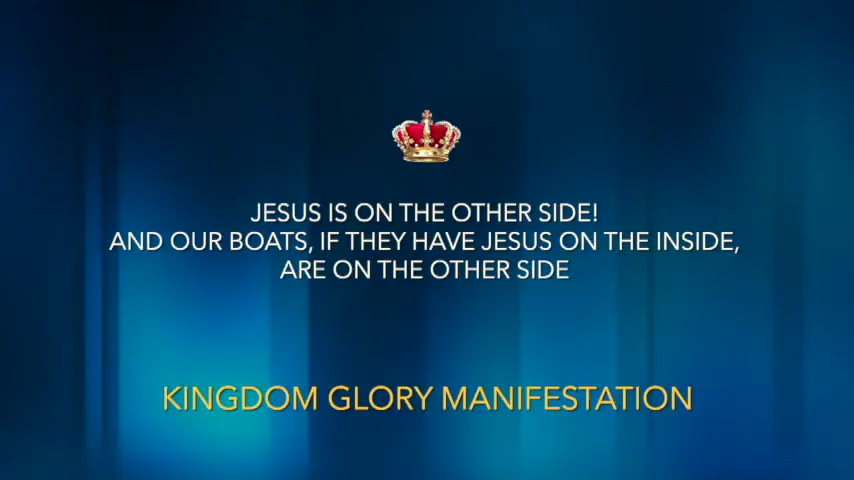 JESUS IS ON THE OTHER SIDE!
AND OUR BOATS, IF THEY HAVE JESUS ON THE INSIDE,
ARE ON THE OTHER SIDE
KINGDOM GLORY MANIFESTATION